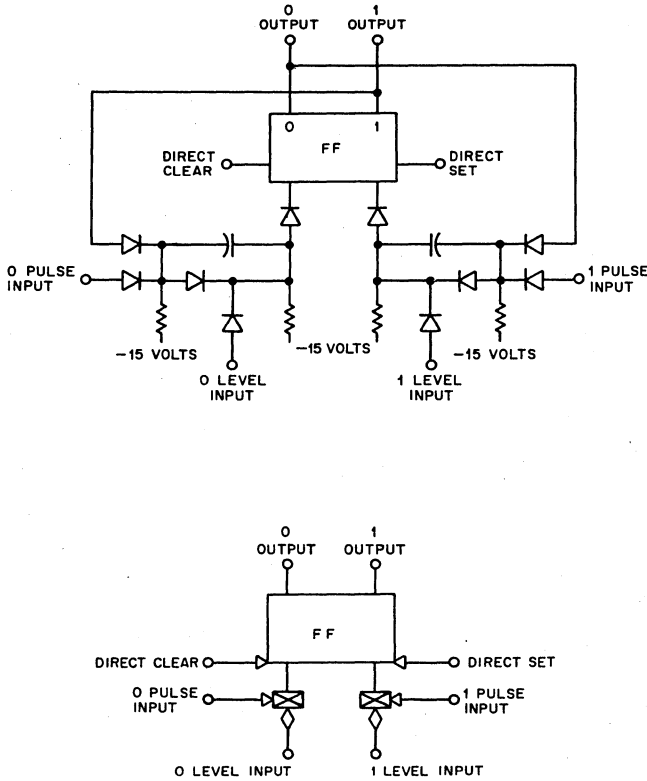 0
OUTPUT
1
OUTPUT
0
1
FF
DIRECT
CLEAR
DIRECT
SET
0 PULSE
INPUT
1 PULSE
INPUT
-15 VOLTS
-15 VOLTS
-15 VOLTS
0 LEVEL
INPUT
1 LEVEL
INPUT
0
OUTPUT
1
OUTPUT
FF
DIRECT CLEAR
DIRECT SET
0 PULSE
INPUT
1 PULSE
INPUT
0 LEVEL INPUT
1 LEVEL INPUT